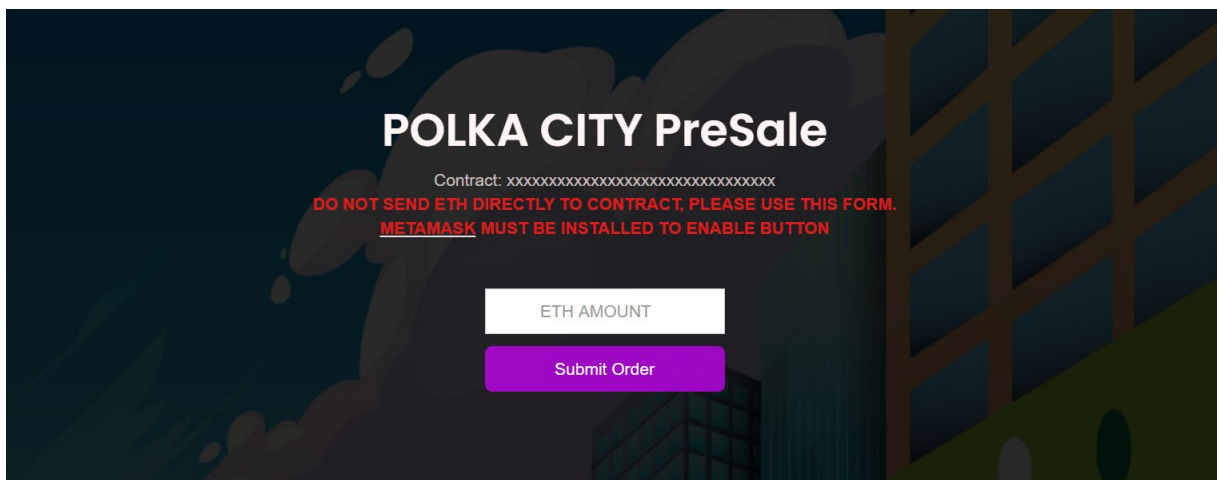 POLKA CITY PreSale
Contract: xxxxxxxxxxxxxxxxxxxxxxxxxxxxxxxx
DO NOT SEND ETH DIRECTLY TO CONTRACT, PLEASE USE THIS FORM.
METAMASK MUST BE INSTALLED TO ENABLE BUTTON
ETH AMOUNT
Submit Order